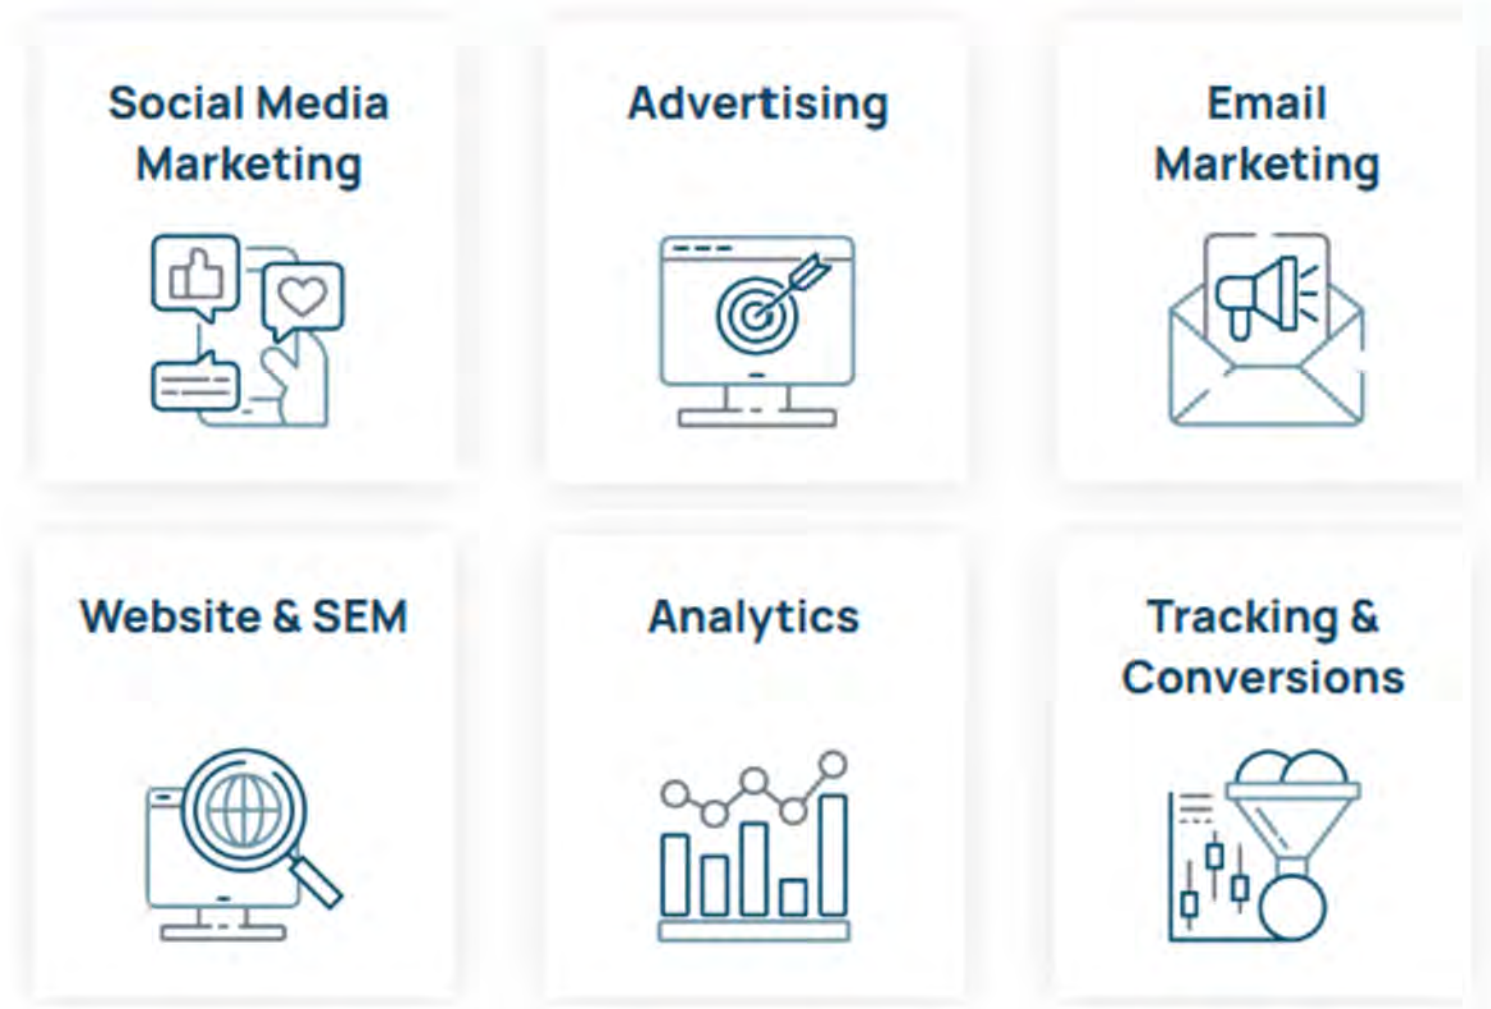 Social Media
Marketing
Advertising
Email
Marketing
Website & SEM
Analytics
Tracking &
Conversions